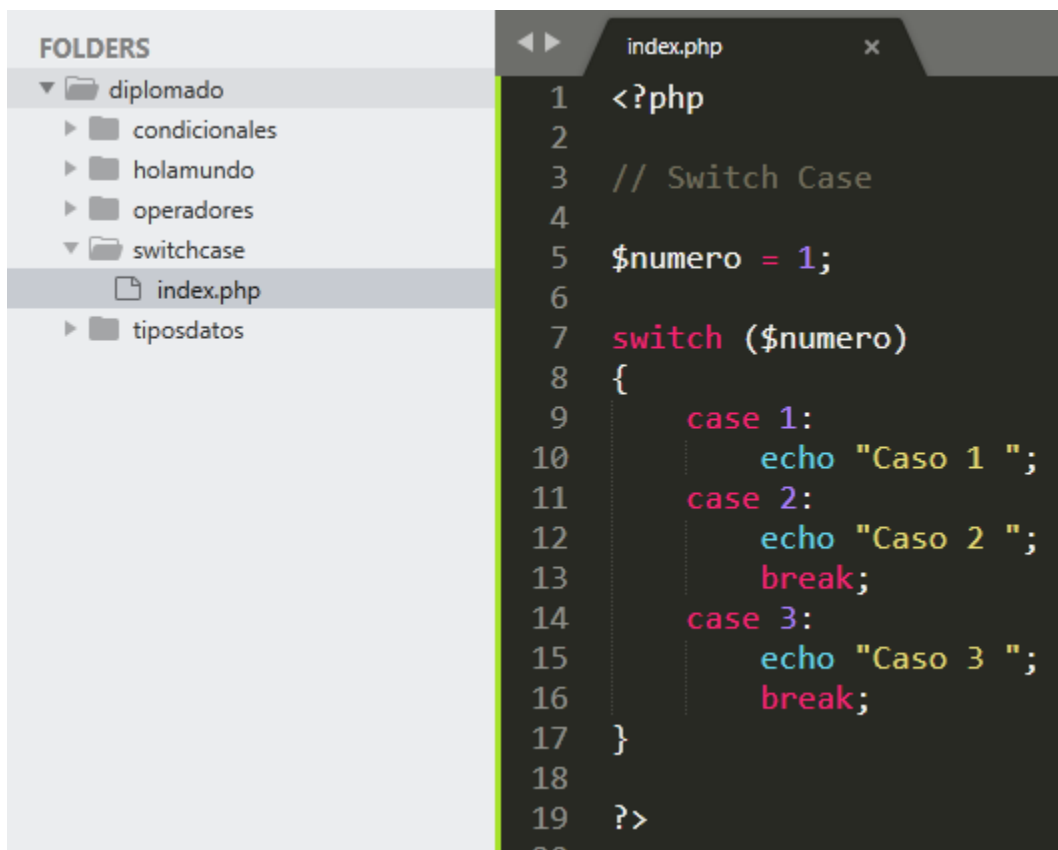 FOLDERS
diplomado
condicionales
holamundo
operadores
switchcase
index.php
tiposdatos
index.php ×
1 <?php
2
3 // Switch Case
4
5 $numero = 1;
6
7 switch ($numero)
8 {
9 case 1:
10 echo "Caso 1 ";
11 case 2:
12 echo "Caso 2 ";
13 break;
14 case 3:
15 echo "Caso 3 ";
16 break;
17 }
18
19 ?>